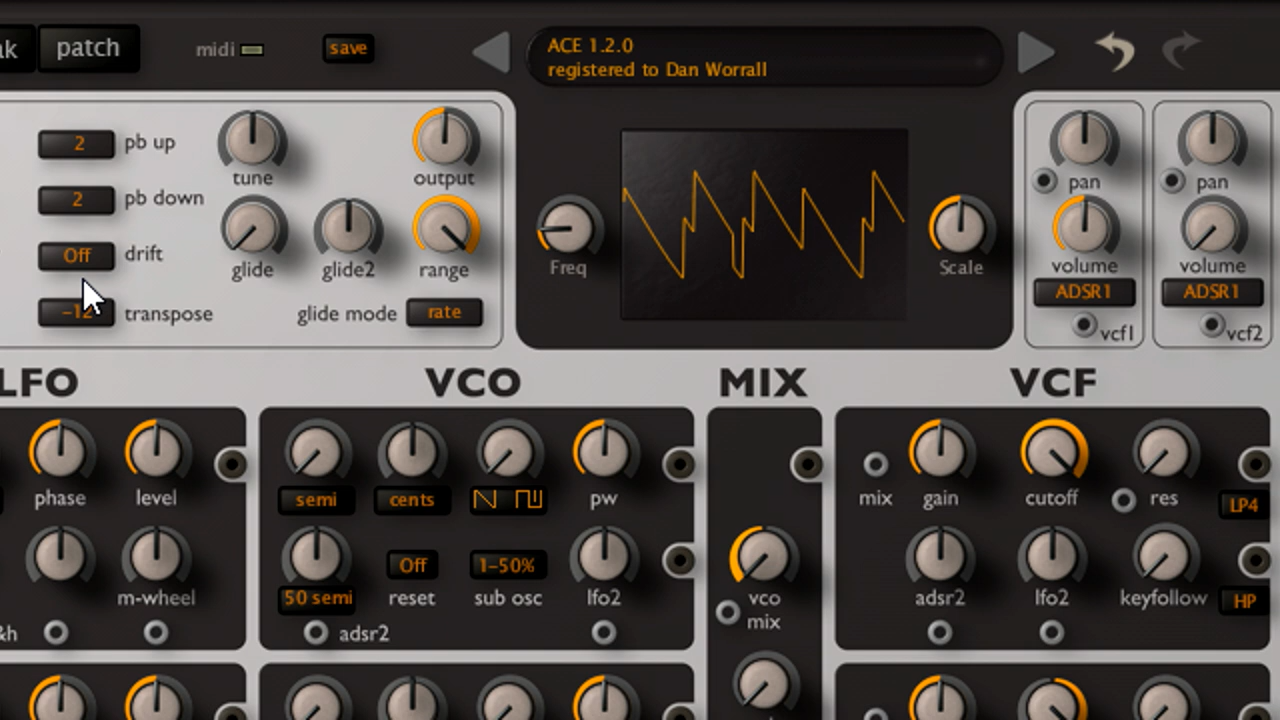 patch
midi
save
ACE 1.2.0
registered to Dan Worrall
2 pb up
2 pb down
Off drift
transpose
tune
output
glide
glide2
range
glide mode rate
Freq
Scale
pan
pan
volume
volume
ADSR1
ADSR1
vcf1
vcf2
LFO
VCO
MIX
VCF
phase
level
m-wheel
semi
cents
pw
50 semi
Off
1-50%
reset
sub osc
lfo2
adsr2
vco
mix
mix
gain
cutoff
res
LP4
adsr2
lfo2
keyfollow
HP